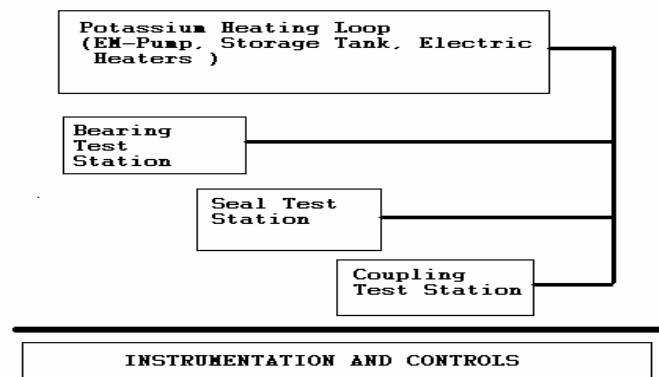 Potassium Heating Loop
(EM-Pump, Storage Tank, Electric
Heaters )
Bearing
Test
Station
Seal Test
Station
Coupling
Test Station
INSTRUMENTATION AND CONTROLS